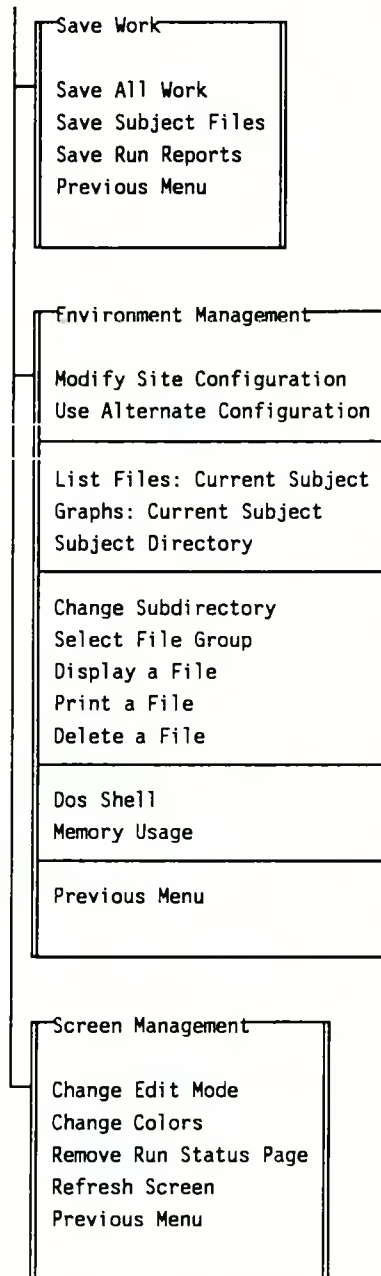 Save Work
Save All Work
Save Subject Files
Save Run Reports
Previous Menu
Environment Management
Modify Site Configuration
Use Alternate Configuration
List Files: Current Subject
Graphs: Current Subject
Subject Directory
Change Subdirectory
Select File Group
Display a File
Print a File
Delete a File
Dos Shell
Memory Usage
Previous Menu
Screen Management
Change Edit Mode
Change Colors
Remove Run Status Page
Refresh Screen
Previous Menu